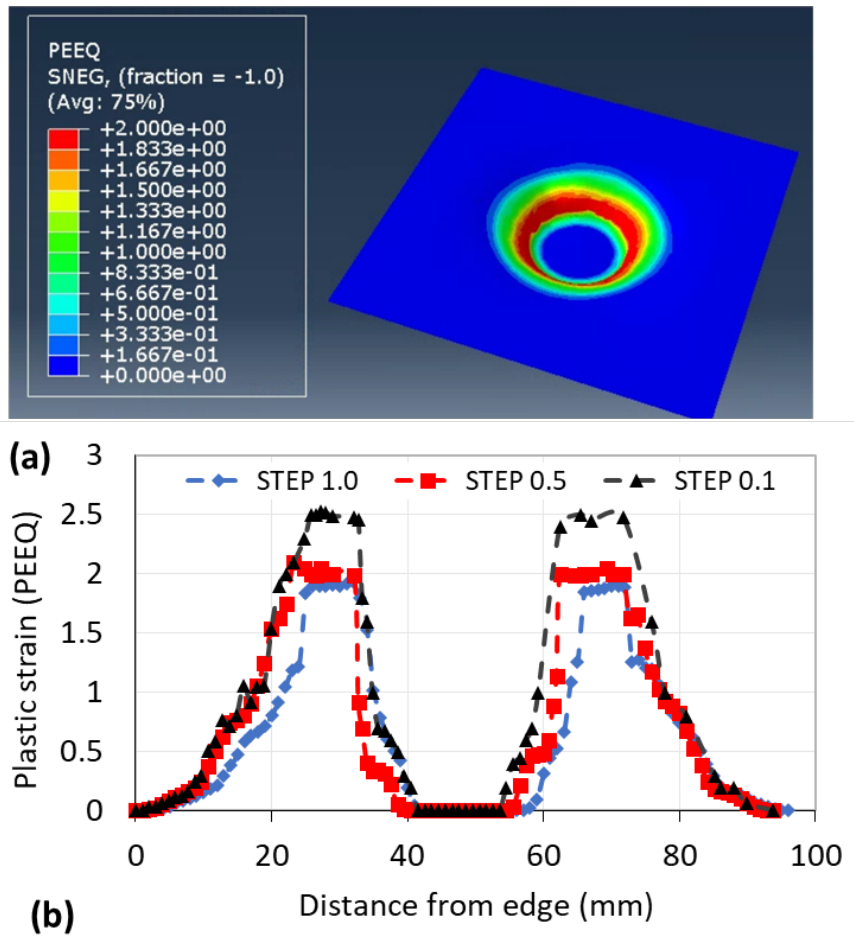 PEEQ
SNEG, (fraction = -1.0)
(Avg: 75%)
+2.000e+00
+1.833e+00
+1.667e+00
+1.500e+00
+1.333e+00
+1.167e+00
+1.000e+00
+8.333e-01
+6.667e-01
+5.000e-01
+3.333e-01
+1.667e-01
+0.000e+00
(a)
STEP 1.0 STEP 0.5 STEP 0.1
3
2.5
2
1.5
1
0.5
0
Plastic strain (PEEQ)
0 20 40 60 80 100
Distance from edge (mm)
(b)